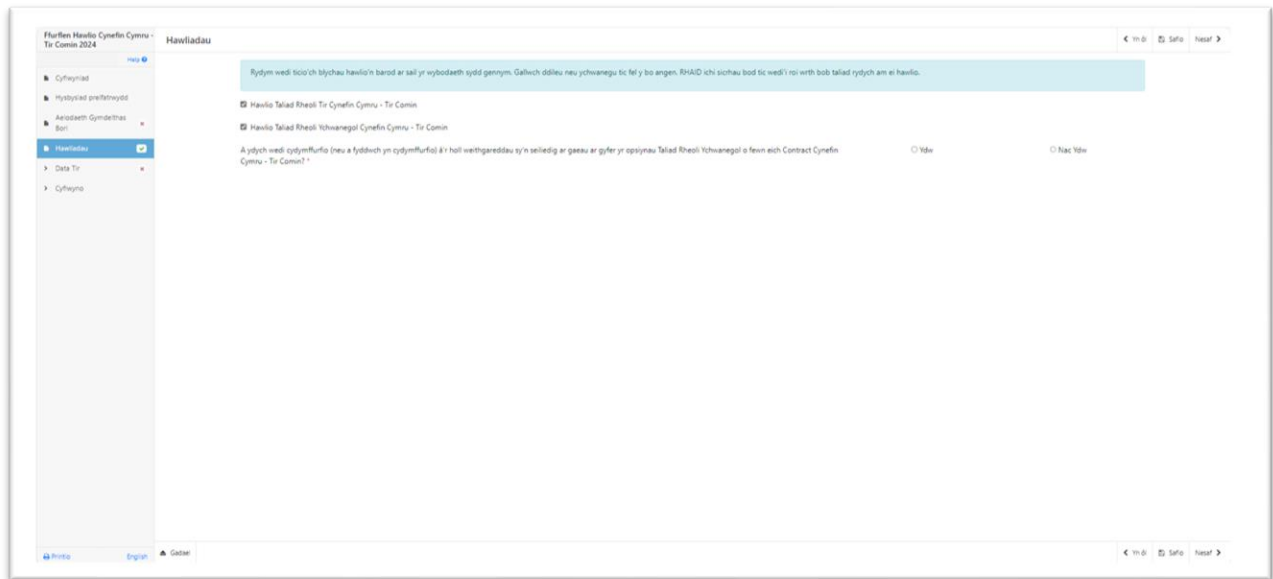 Ffurflen Hawlio Cynefin Cymru -
Tir Comin 2024
Help
Cyflwyniad
Hysbysiad preifatrwydd
Aelodaeth Gymdeithas
Bori
Hawliadau
Data Tir
Cyflwyno
Printio
English
Hawliadau
Yn ôl
Safio
Nesaf
Rydym wedi ticio'ch blychau hawlio'n barod ar sail yr wybodaeth sydd gennym. Gallwch ddileu neu ychwanegu tic fel y bo angen. RHAID ichi sicrhau bod tic wedi'i roi wrth bob taliad rydych am ei hawlio.
Hawlio Taliad Rheoli Tir Cynefin Cymru - Tir Comin
Hawlio Taliad Rheoli Ychwanegol Cynefin Cymru - Tir Comin
A ydych wedi cydymffurfio (neu a fyddwch yn cydymffurfio) â'r holl weithgareddau sy'n seiliedig ar gaeau ar gyfer yr opsiynau Taliad Rheoli Ychwanegol o fewn eich Contract Cynefin
Cymru - Tir Comin? *
Ydw
Nac Ydw
Gadael
Yn ôl
Safio
Nesaf